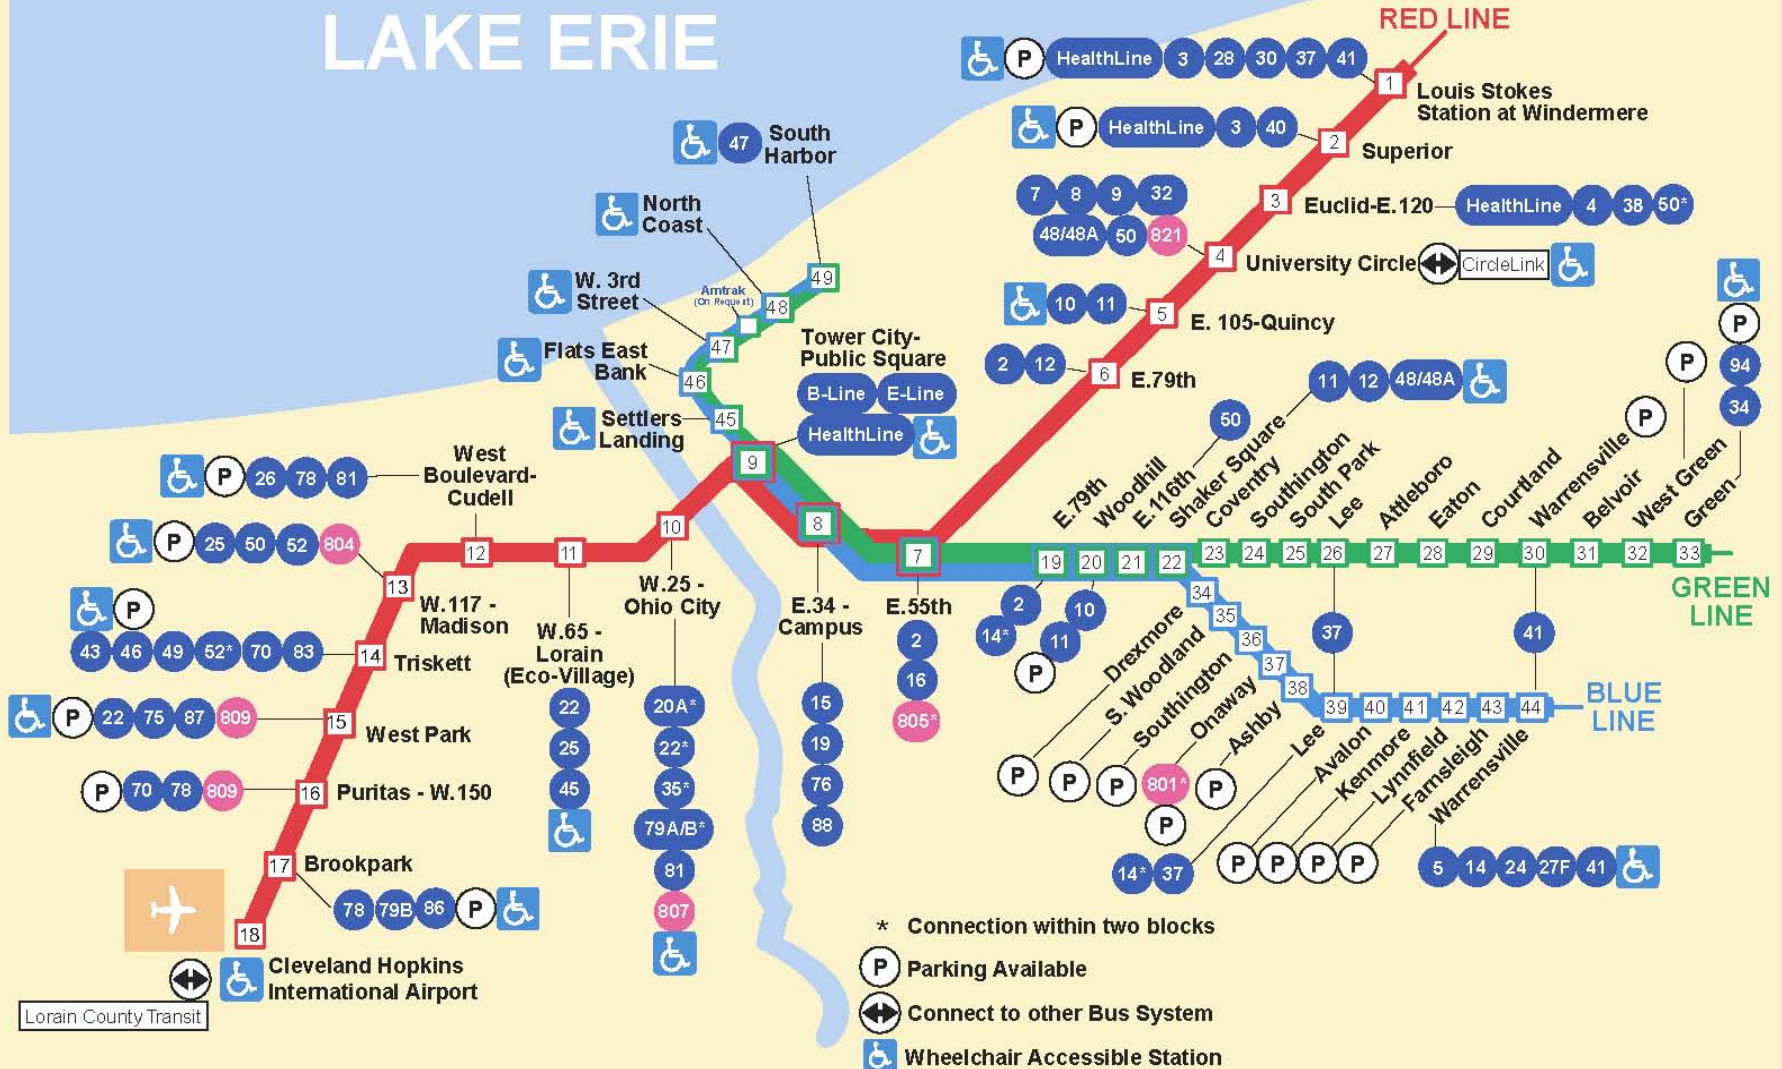 LAKE ERIE
RED LINE
P HealthLine 3 28 30 37 41
1
Louis Stokes
Station at Windermere
P HealthLine 3 40
2
Superior
7 8 9 32
48/48A 50 821
3
Euclid-E.120
HealthLine 4 38 50*
4
University Circle
CircleLink
10 11
5
E. 105-Quincy
2 12
6
E.79th
47
South
Harbor
49
North
Coast
48
Amtrak
(On Request)
W. 3rd
Street
47
Flats East
Bank
46
Settlers
Landing
45
Tower City-
Public Square
B-Line E-Line
HealthLine
9
P 26 78 81
West
Boulevard-
Cudell
12
P 25 50 52 804
13
W.117 -
Madison
P
43 46 49 52* 70 83
14
Triskett
P 22 75 87 809
15
West Park
P 70 78 809
16
Puritas - W.150
17
Brookpark
78 79B 86 P
18
Cleveland Hopkins
International Airport
Lorain County Transit
11
W.65 -
Lorain
(Eco-Village)
22
25
45
10
W.25 -
Ohio City
20A*
22*
35*
79A/B*
81
807
8
E.34 -
Campus
15
19
76
88
7
E.55th
2
16
805*
E.79th
Woodhill
E.116th
50
Shaker Square
11 12 48/48A
Coventry
Southington
South Park
Lee
Attleboro
Eaton
Courtland
Warrensville
P
Belvoir
West Green
P
Green
P
94
34
19 20 21 22 23 24 25 26 27 28 29 30 31 32 33
GREEN
LINE
2
14*
10
11
P
37
41
34
35
36
37
38
39 40 41 42 43 44
BLUE
LINE
Drexmore
P
S. Woodland
P
Southington
P
Onaway
801*
P
Ashby
P
Lee
14* 37
Avalon
P
Kenmore
P
Lynnfield
P
Farnsleigh
P
Warrensville
5 14 24 27F 41
* Connection within two blocks
P Parking Available
Connect to other Bus System
Wheelchair Accessible Station